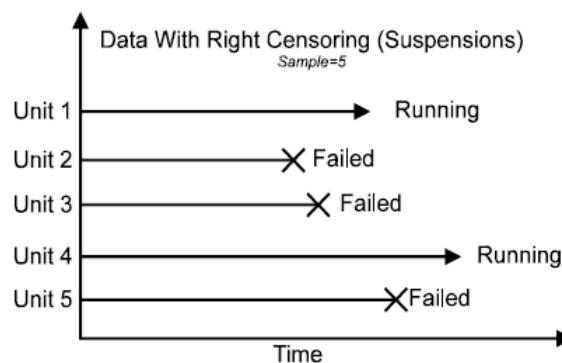 Data With Right Censoring (Suspensions)
Sample=5
Unit 1 Running
Unit 2 Failed
Unit 3 Failed
Unit 4 Running
Unit 5 Failed
Time